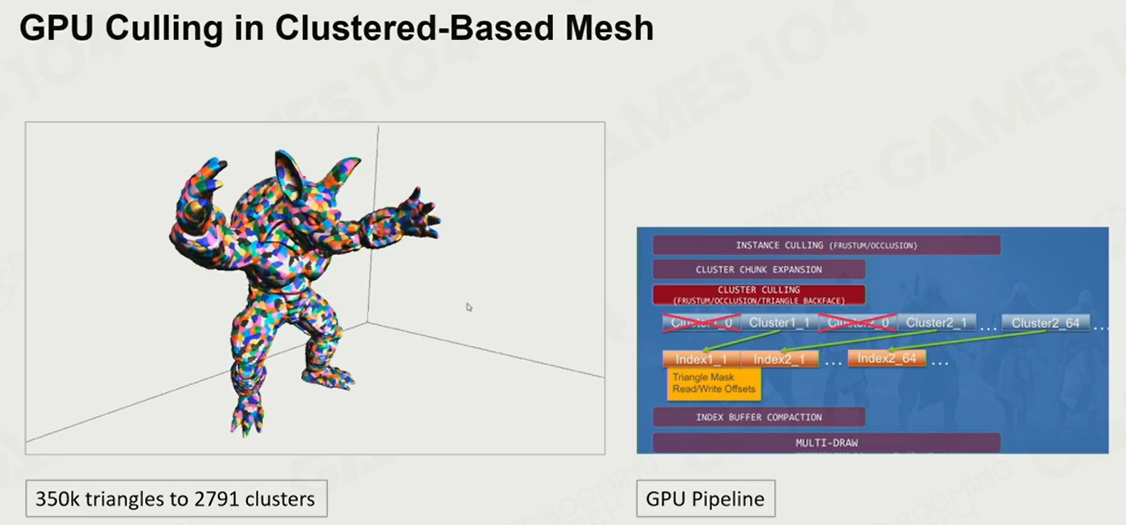 GPU Culling in Clustered-Based Mesh
INSTANCE CULLING (FRUSTUM/OCCLUSION)
CLUSTER CHUNK EXPANSION
CLUSTER CULLING
(FRUSTUM/OCCLUSION/TRIANGLE BACKFACE)
Cluster1_0 Cluster1_1 Cluster2_0 Cluster2_1 ... Cluster2_64 ...
Index1_1 Index2_1 ... Index2_64 ...
Triangle Mask
Read/Write Offsets
INDEX BUFFER COMPACTION
MULTI-DRAW
350k triangles to 2791 clusters
GPU Pipeline
GAMES104